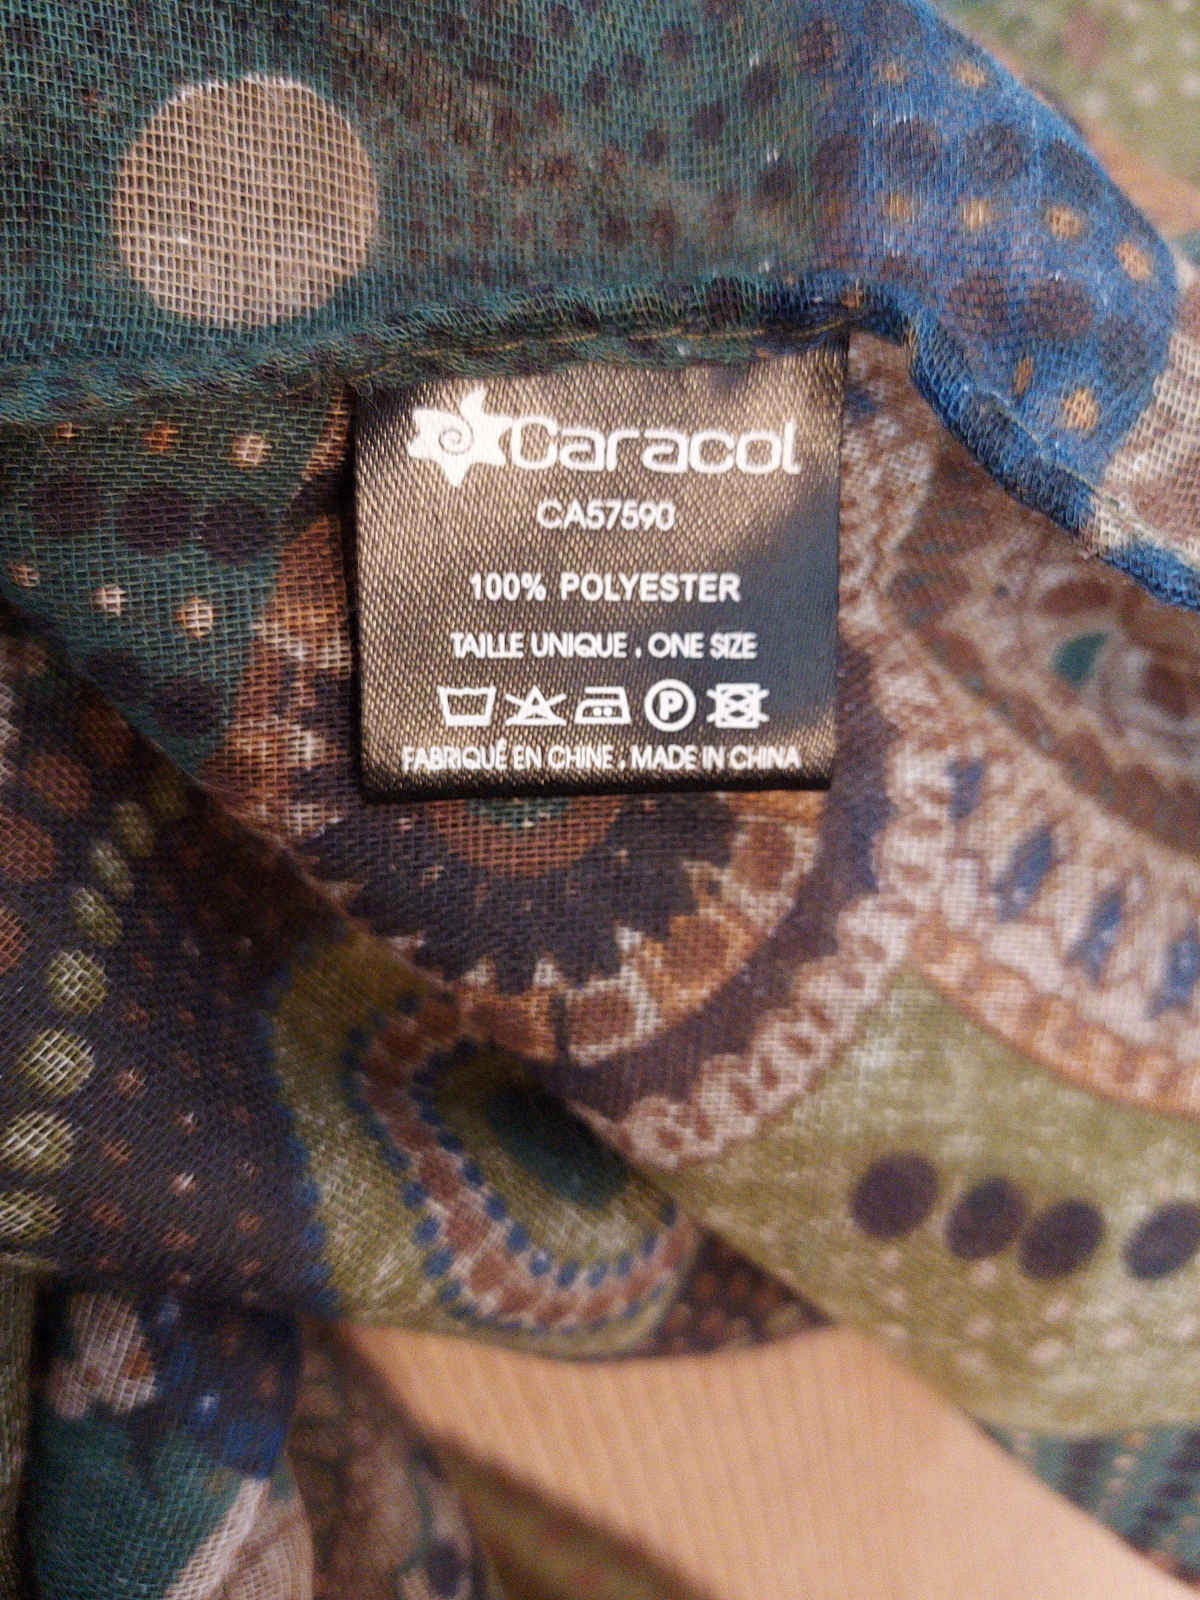 Caracol
CA57590
100% POLYESTER
TAILLE UNIQUE . ONE SIZE
P
FABRIQUÉ EN CHINE . MADE IN CHINA